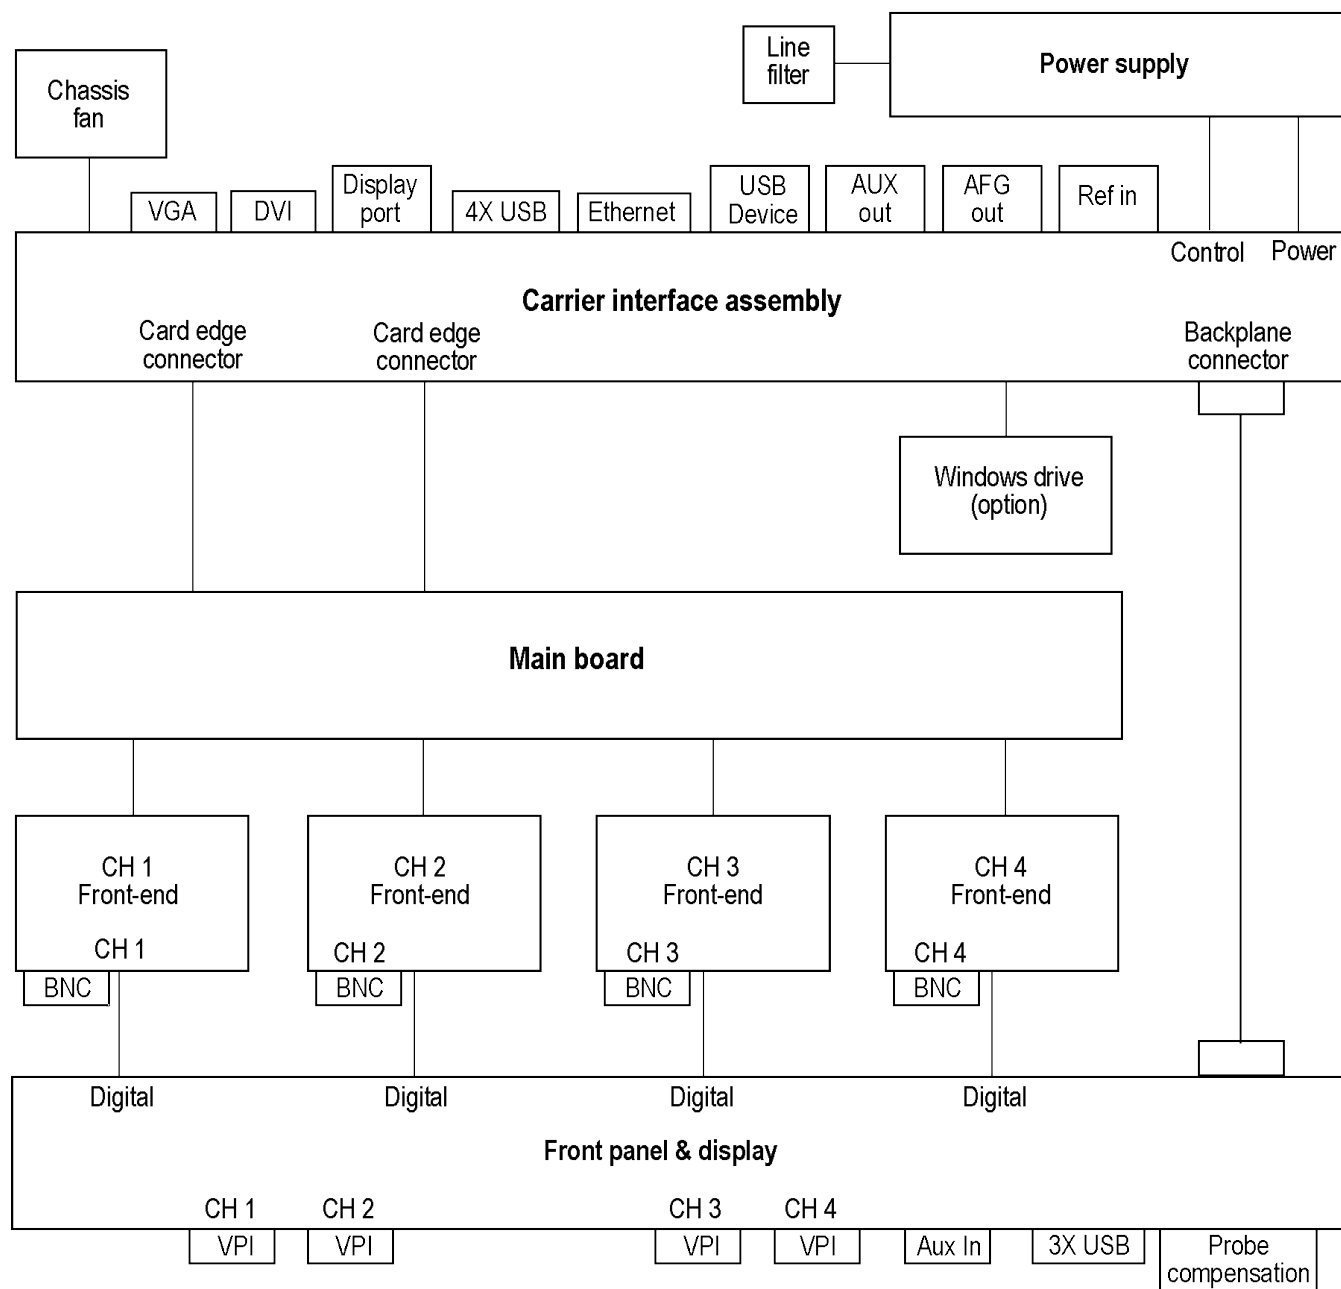 Line
filter
Power supply
Chassis
fan
VGA
DVI
Display
port
4X USB
Ethernet
USB
Device
AUX
out
AFG
out
Ref in
Control
Power
Carrier interface assembly
Card edge
connector
Card edge
connector
Backplane
connector
Windows drive
(option)
Main board
CH 1
Front-end
CH 1
BNC
CH 2
Front-end
CH 2
BNC
CH 3
Front-end
CH 3
BNC
CH 4
Front-end
CH 4
BNC
Digital
Digital
Digital
Digital
Front panel & display
CH 1
VPI
CH 2
VPI
CH 3
VPI
CH 4
VPI
Aux In
3X USB
Probe
compensation